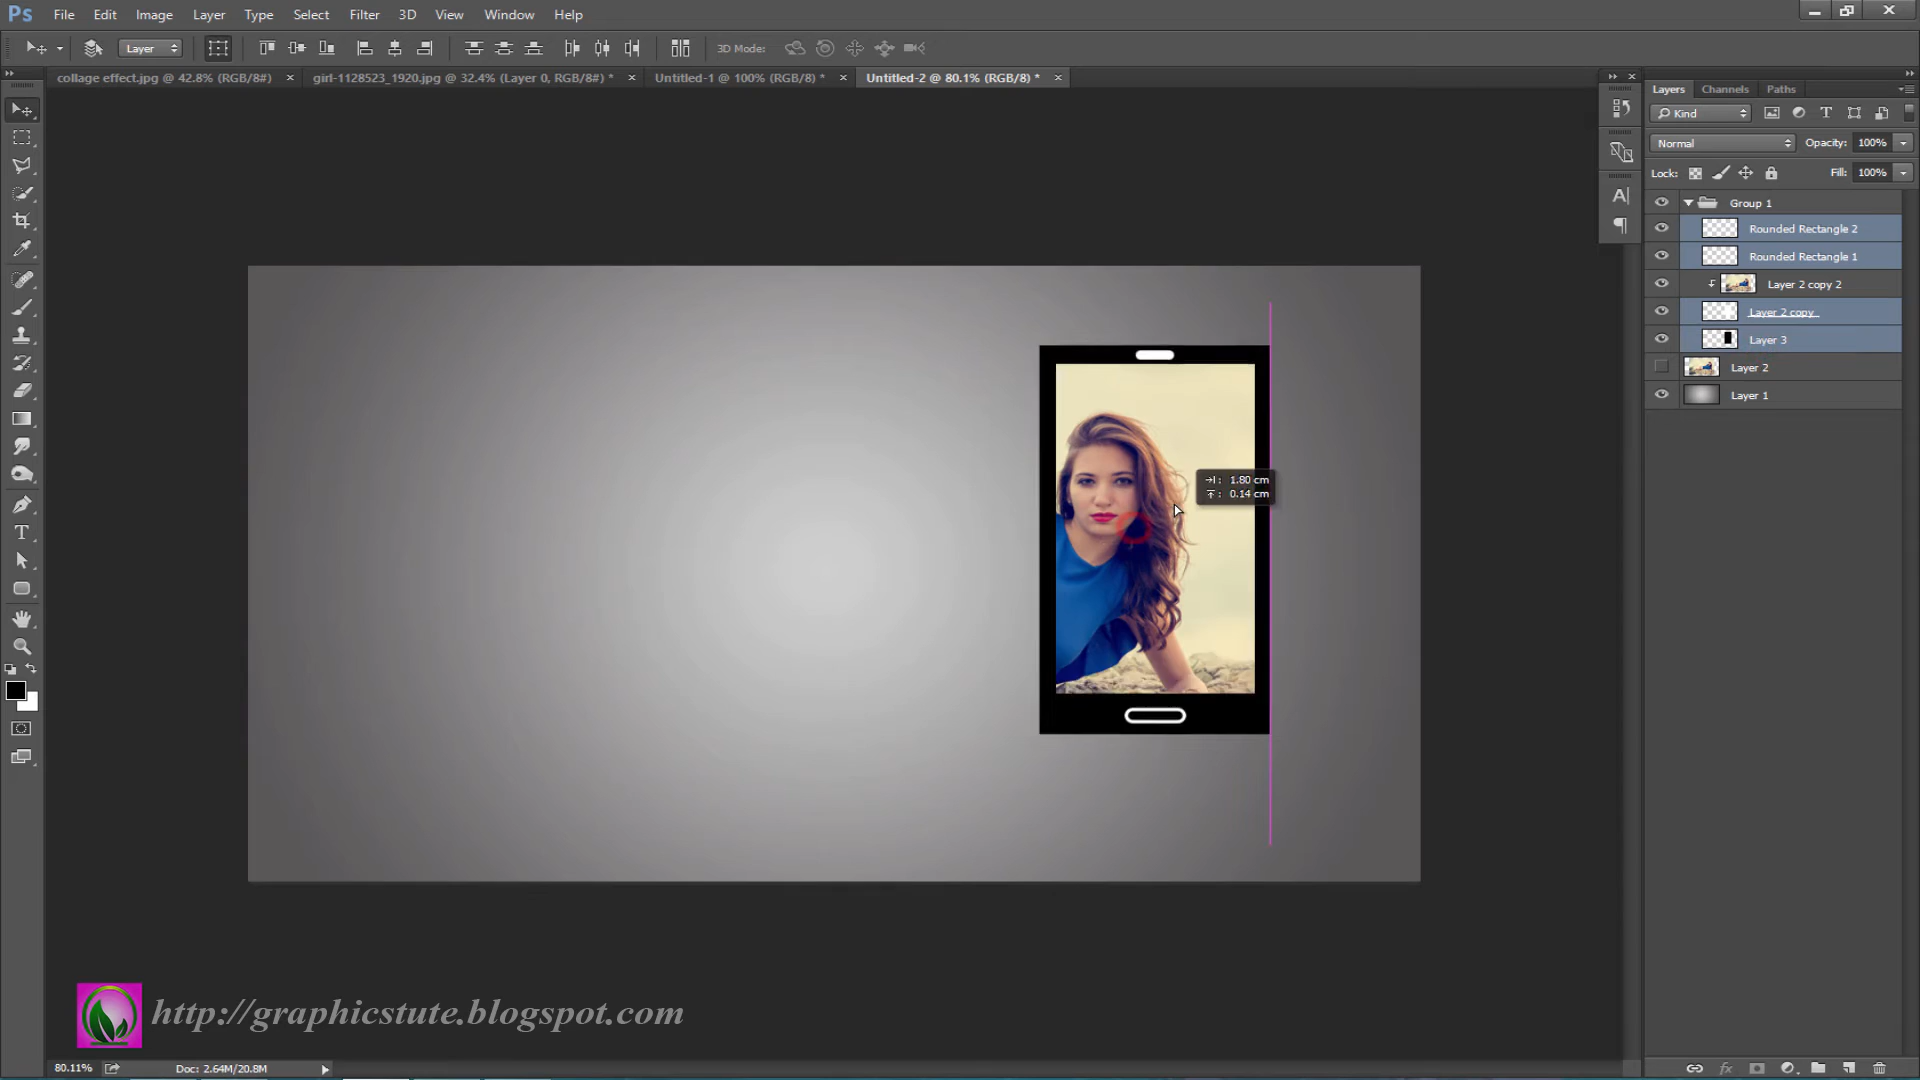 Ps File Edit Image Layer Type Select Filter 3D View Window Help
Layer 3D Mode:
collage effect.jpg @ 42.8% (RGB/8#) × girl-1128523_1920.jpg @ 32.4% (Layer 0, RGB/8#) * × Untitled-1 @ 100% (RGB/8) * × Untitled-2 @ 80.1% (RGB/8) * ×
Layers Channels Paths
Kind
Normal Opacity: 100%
Lock: Fill: 100%
Group 1
Rounded Rectangle 2
Rounded Rectangle 1
Layer 2 copy 2
Layer 2 copy
Layer 3
Layer 2
Layer 1
1.80 cm
0.14 cm
http://graphicstute.blogspot.com
80.11% Doc: 2.64M/20.8M